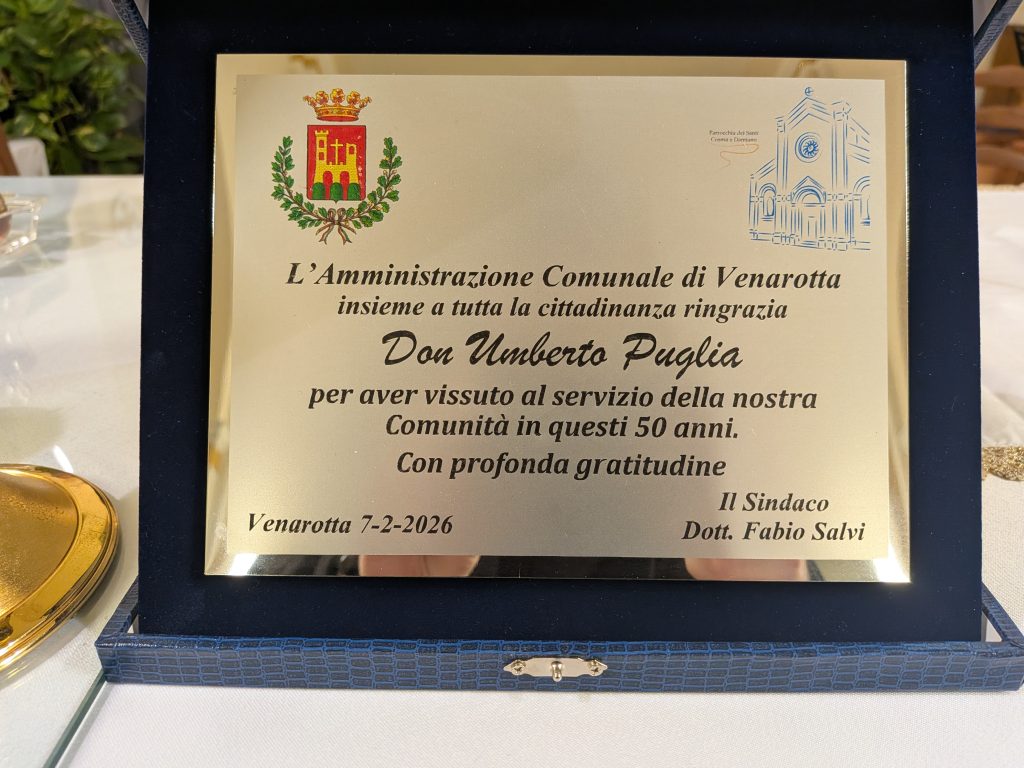 Parrocchia dei Santi
Cosma e Damiano
L'Amministrazione Comunale di Venarotta
insieme a tutta la cittadinanza ringrazia
Don Umberto Puglia
per aver vissuto al servizio della nostra
Comunità in questi 50 anni.
Con profonda gratitudine
Il Sindaco
Venarotta 7-2-2026
Dott. Fabio Salvi